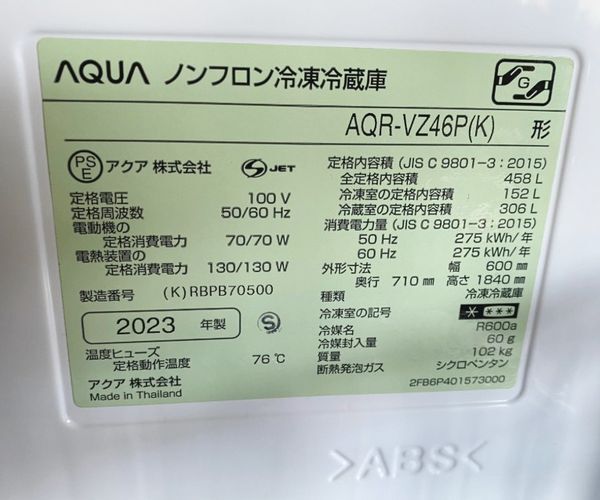 AQUA ノンフロン冷凍冷蔵庫
G
AQR-VZ46P(K) 形
PSE アクア 株式会社 S JET
定格電圧 100 V
定格周波数 50/60 Hz
電動機の
定格消費電力 70/70 W
電熱装置の
定格消費電力 130/130 W
製造番号 (K)RBPB70500
2023 年製 S
温度ヒューズ
定格動作温度 76℃
アクア 株式会社
Made in Thailand
定格内容積 (JIS C 9801-3:2015)
全定格内容積 458 L
冷凍室の定格内容積 152 L
冷蔵室の定格内容積 306 L
消費電力量 (JIS C 9801-3:2015)
50 Hz 275 kWh/年
60 Hz 275 kWh/年
外形寸法 幅 600 ㎜
奥行 710 ㎜ 高さ 1840 ㎜
種類 冷凍冷蔵庫
冷凍室の記号 * ***
冷媒名 R600a
冷媒封入量 60 g
質量 102 kg
断熱発泡ガス シクロペンタン
2FB6P401573000
>ABS<